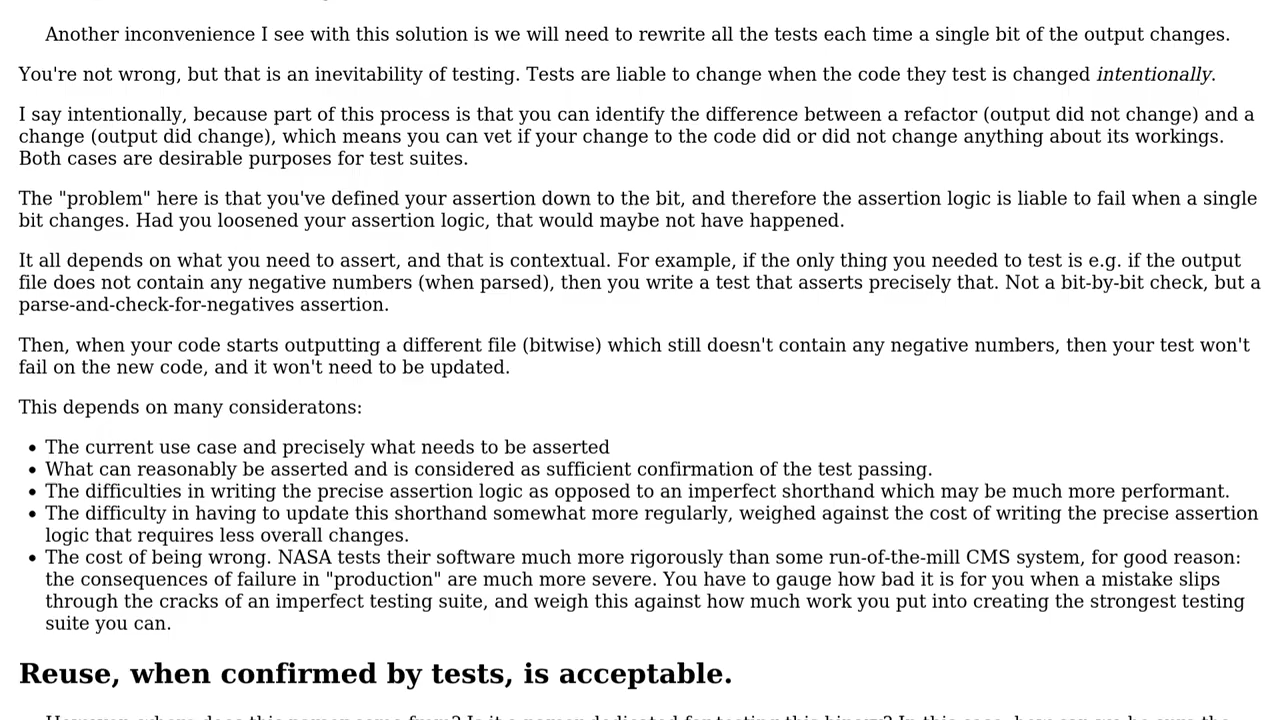 Another inconvenience I see with this solution is we will need to rewrite all the tests each time a single bit of the output changes.
You're not wrong, but that is an inevitability of testing. Tests are liable to change when the code they test is changed intentionally.
I say intentionally, because part of this process is that you can identify the difference between a refactor (output did not change) and a
change (output did change), which means you can vet if your change to the code did or did not change anything about its workings.
Both cases are desirable purposes for test suites.
The "problem" here is that you've defined your assertion down to the bit, and therefore the assertion logic is liable to fail when a single
bit changes. Had you loosened your assertion logic, that would maybe not have happened.
It all depends on what you need to assert, and that is contextual. For example, if the only thing you needed to test is e.g. if the output
file does not contain any negative numbers (when parsed), then you write a test that asserts precisely that. Not a bit-by-bit check, but a
parse-and-check-for-negatives assertion.
Then, when your code starts outputting a different file (bitwise) which still doesn't contain any negative numbers, then your test won't
fail on the new code, and it won't need to be updated.
This depends on many consideratons:
• The current use case and precisely what needs to be asserted
• What can reasonably be asserted and is considered as sufficient confirmation of the test passing.
• The difficulties in writing the precise assertion logic as opposed to an imperfect shorthand which may be much more performant.
• The difficulty in having to update this shorthand somewhat more regularly, weighed against the cost of writing the precise assertion
logic that requires less overall changes.
• The cost of being wrong. NASA tests their software much more rigorously than some run-of-the-mill CMS system, for good reason:
the consequences of failure in "production" are much more severe. You have to gauge how bad it is for you when a mistake slips
through the cracks of an imperfect testing suite, and weigh this against how much work you put into creating the strongest testing
suite you can.
Reuse, when confirmed by tests, is acceptable.